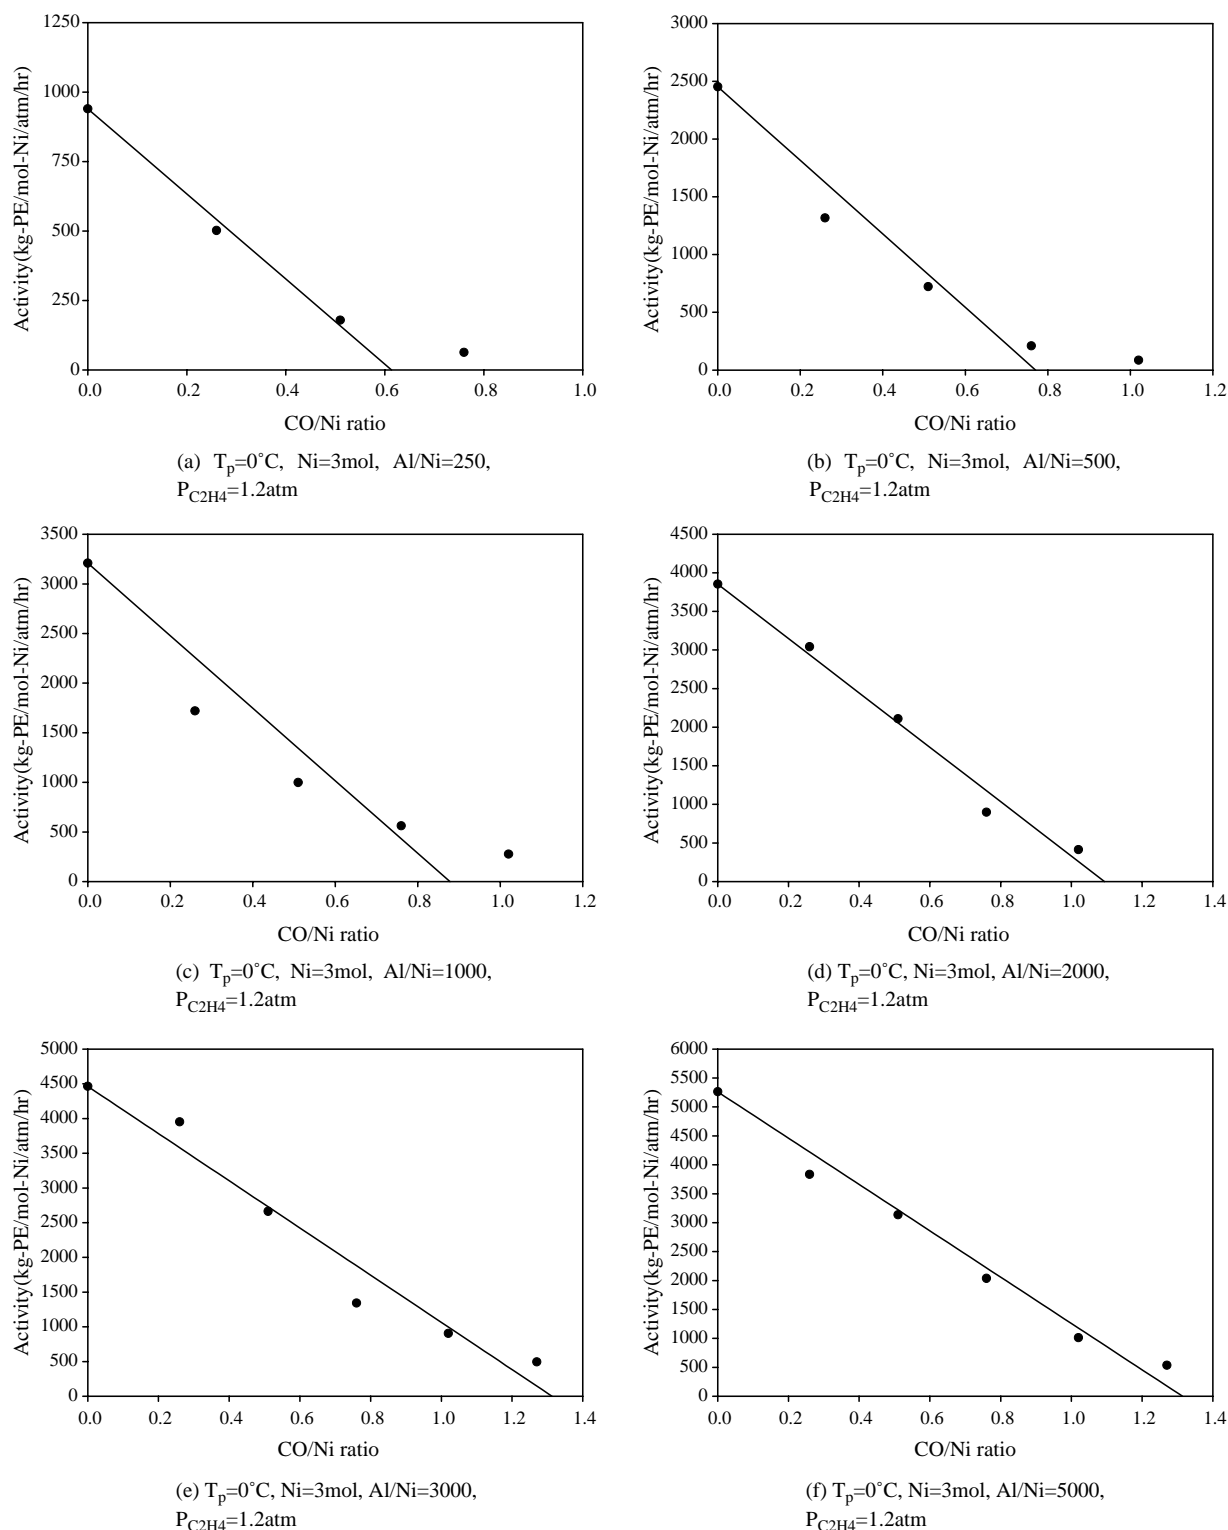 1250
1000
750
500
250
0
0.0 0.2 0.4 0.6 0.8 1.0
Activity(kg-PE/mol-Ni/atm/hr)
CO/Ni ratio
(a) Tp=0°C, Ni=3mol, Al/Ni=250,
PC2H4=1.2atm
3000
2500
2000
1500
1000
500
0
0.0 0.2 0.4 0.6 0.8 1.0 1.2
Activity(kg-PE/mol-Ni/atm/hr)
CO/Ni ratio
(b) Tp=0°C, Ni=3mol, Al/Ni=500,
PC2H4=1.2atm
3500
3000
2500
2000
1500
1000
500
0
0.0 0.2 0.4 0.6 0.8 1.0 1.2
Activity(kg-PE/mol-Ni/atm/hr)
CO/Ni ratio
(c) Tp=0°C, Ni=3mol, Al/Ni=1000,
PC2H4=1.2atm
4500
4000
3500
3000
2500
2000
1500
1000
500
0
0.0 0.2 0.4 0.6 0.8 1.0 1.2 1.4
Activity(kg-PE/mol-Ni/atm/hr)
CO/Ni ratio
(d) Tp=0°C, Ni=3mol, Al/Ni=2000,
PC2H4=1.2atm
5000
4500
4000
3500
3000
2500
2000
1500
1000
500
0
0.0 0.2 0.4 0.6 0.8 1.0 1.2 1.4
Activity(kg-PE/mol-Ni/atm/hr)
CO/Ni ratio
(e) Tp=0°C, Ni=3mol, Al/Ni=3000,
PC2H4=1.2atm
6000
5500
5000
4500
4000
3500
3000
2500
2000
1500
1000
500
0
0.0 0.2 0.4 0.6 0.8 1.0 1.2 1.4
Activity(kg-PE/mol-Ni/atm/hr)
CO/Ni ratio
(f) Tp=0°C, Ni=3mol, Al/Ni=5000,
PC2H4=1.2atm